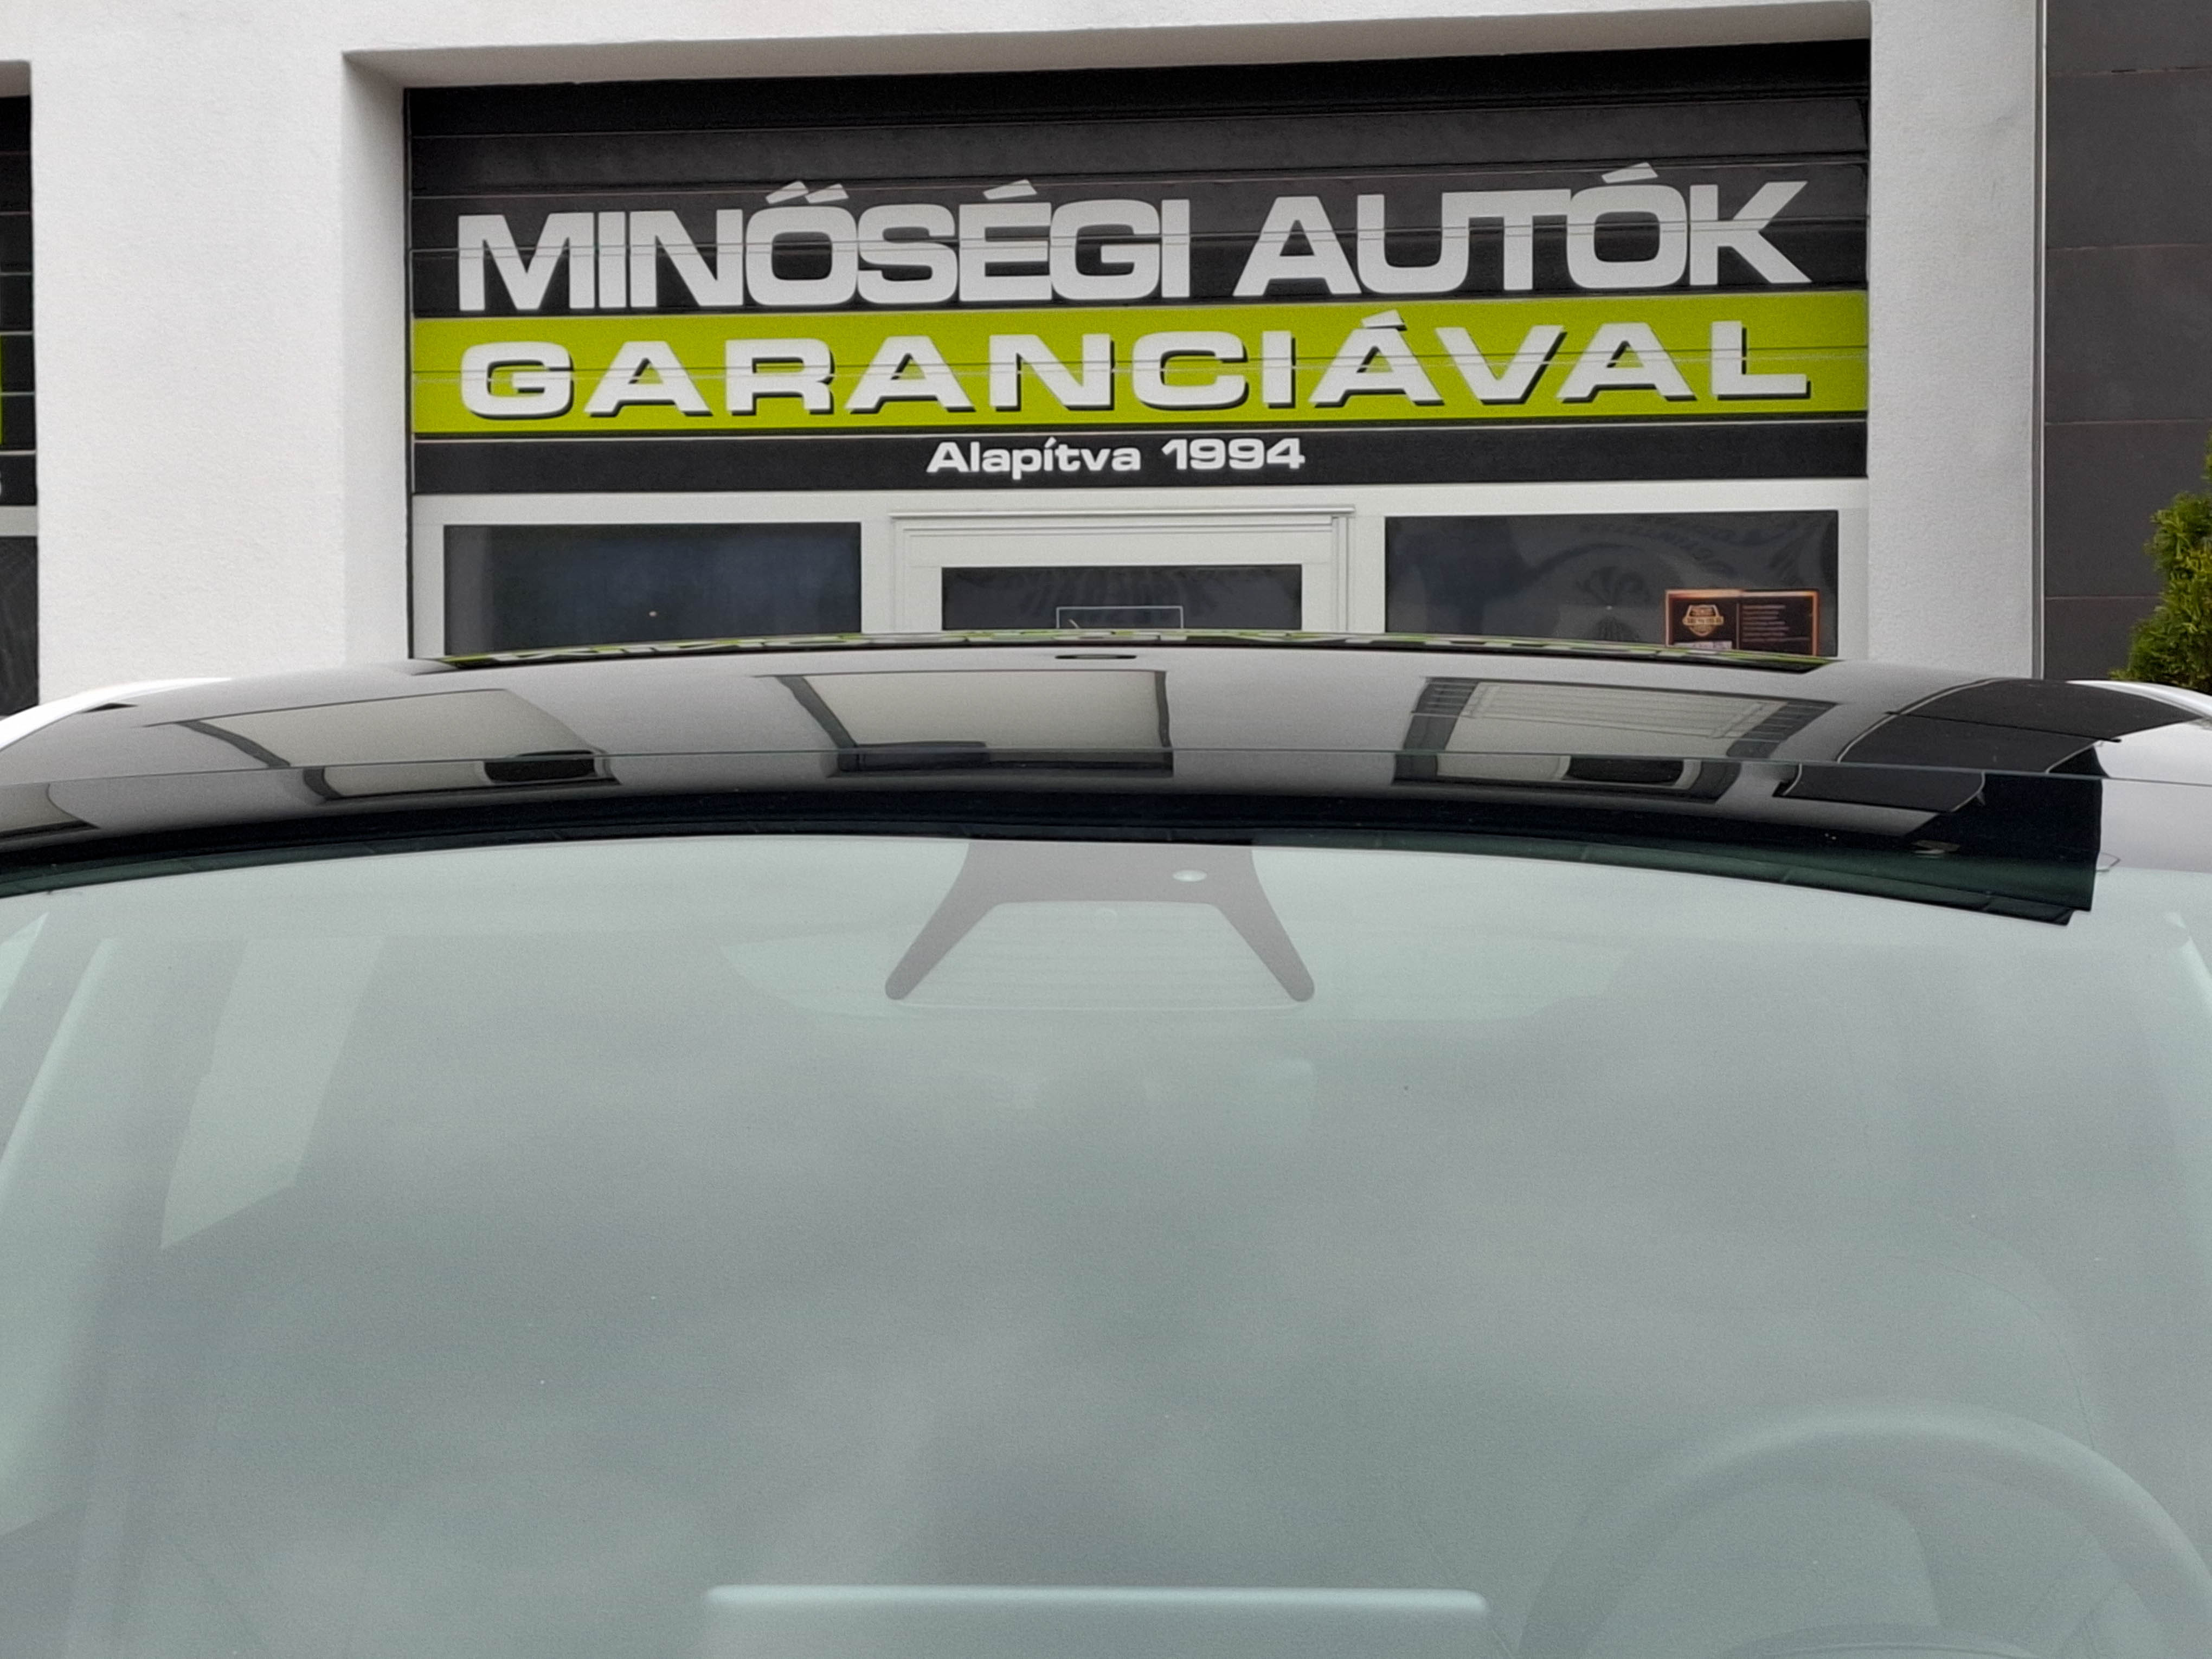 MINŐSÉGI AUTÓK
GARANCIÁVAL
Alapítva 1994